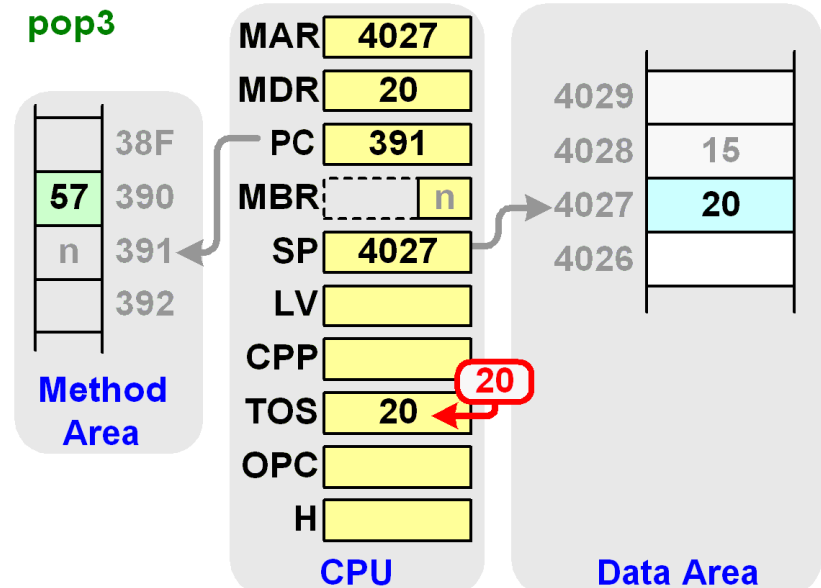 pop3
38F
57 390
n 391
392
Method
Area
MAR 4027
MDR 20
PC 391
MBR n
SP 4027
LV
CPP
20
TOS 20
OPC
H
CPU
4029
4028 15
4027 20
4026
Data Area